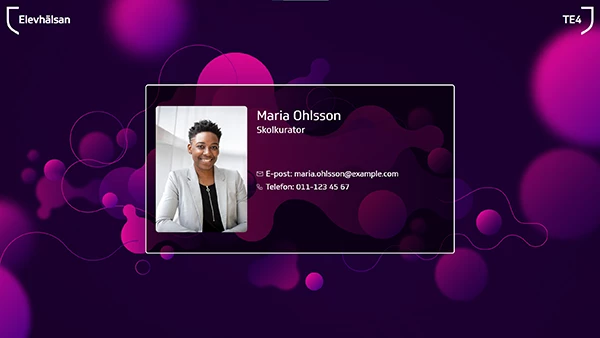 Elevhälsan
TE4
Maria Ohlsson
Skolkurator
E-post: maria.ohlsson@example.com
Telefon: 011-123 45 67